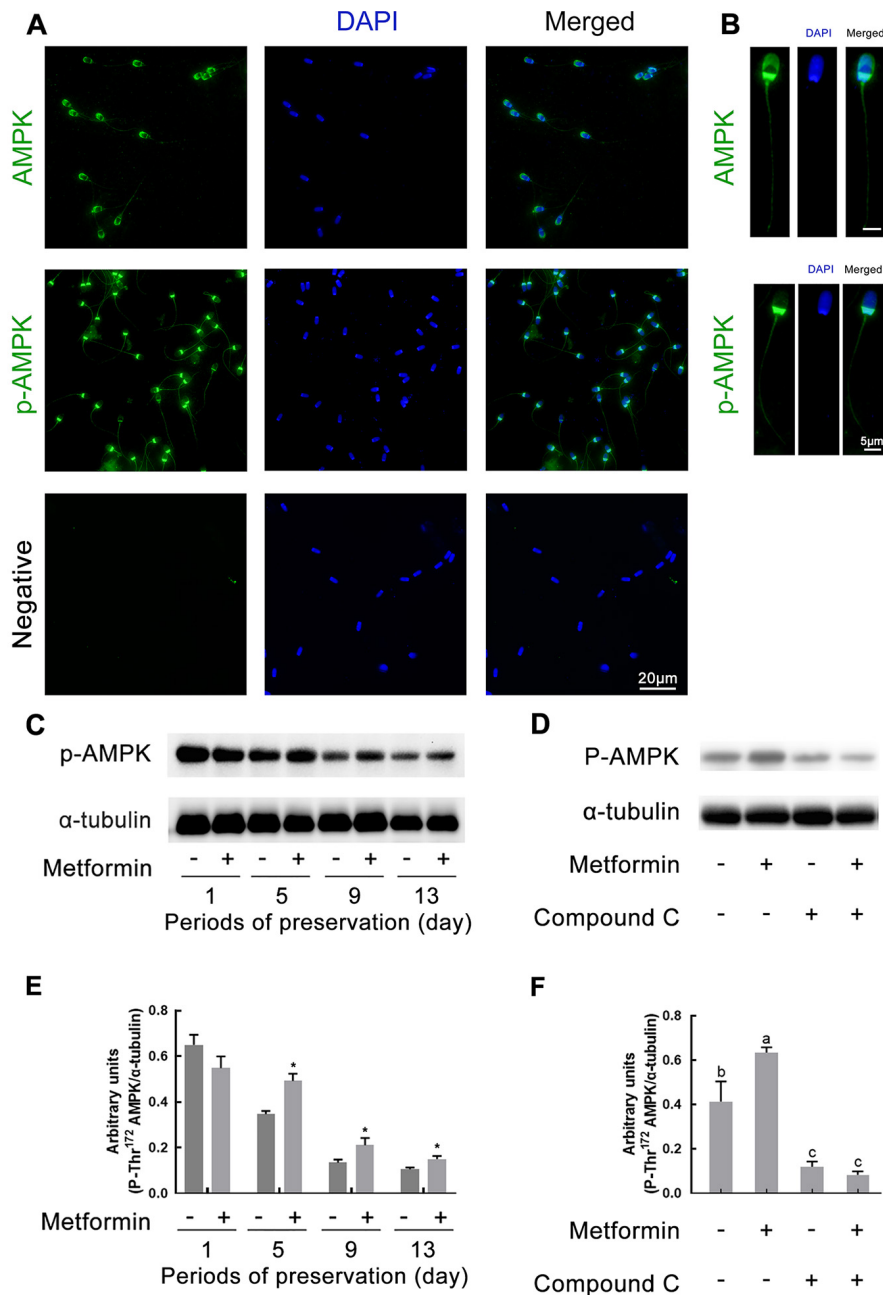 A
DAPI
Merged
AMPK
p-AMPK
Negative
20µm
B
DAPI Merged
AMPK
DAPI Merged
p-AMPK
5µm
C
p-AMPK
α-tubulin
Metformin - + - + - + - +
1 5 9 13
Periods of preservation (day)
D
P-AMPK
α-tubulin
Metformin - + - +
Compound C - - + +
E
Arbitrary units
(P-Thr¹⁷² AMPK/α-tubulin)
0.8
0.6
0.4
0.2
0.0
* * *
Metformin - + - + - + - +
1 5 9 13
Periods of preservation (day)
F
Arbitrary units
(P-Thr¹⁷² AMPK/α-tubulin)
0.8
0.6
0.4
0.2
0.0
b a c c
Metformin - + - +
Compound C - - + +